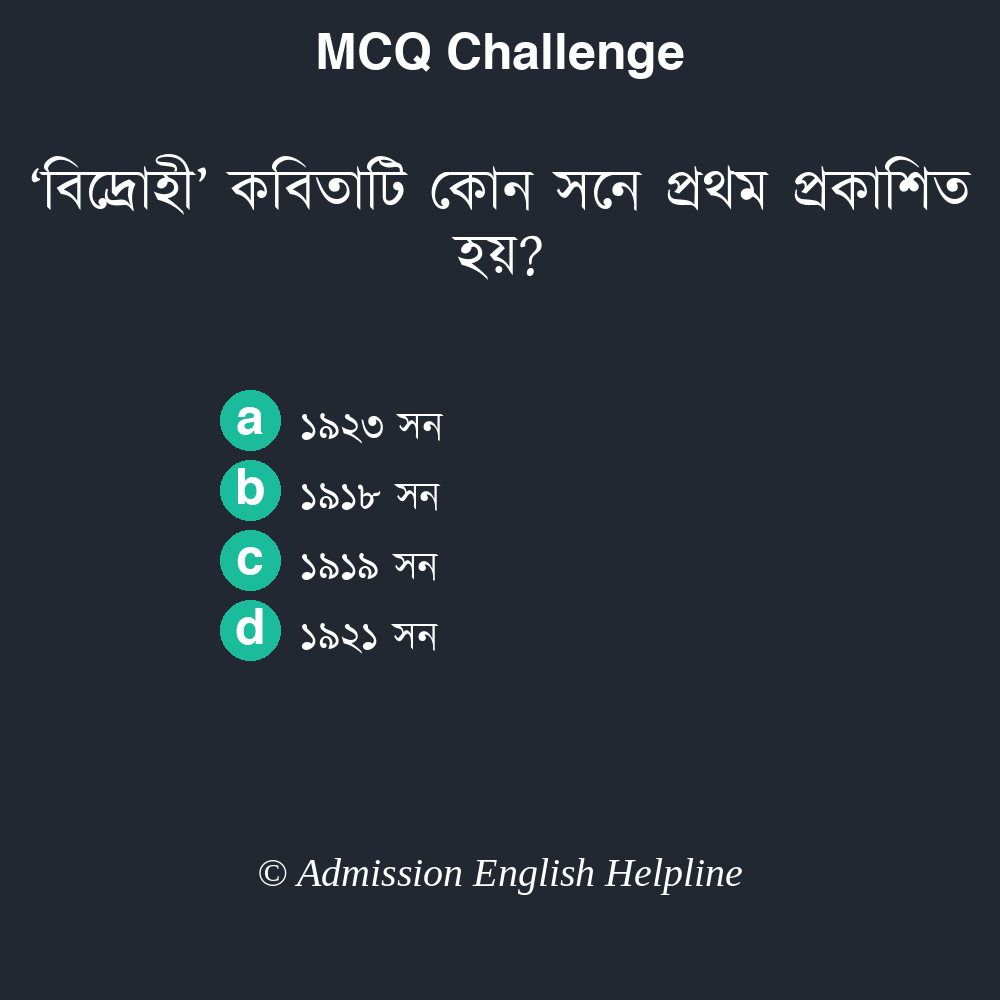 MCQ Challenge
‘বিদ্রোহী’ কবিতাটি কোন সনে প্রথম প্রকাশিত
হয়?
a ১৯২৩ সন
b ১৯১৮ সন
c ১৯১৯ সন
d ১৯২১ সন
© Admission English Helpline